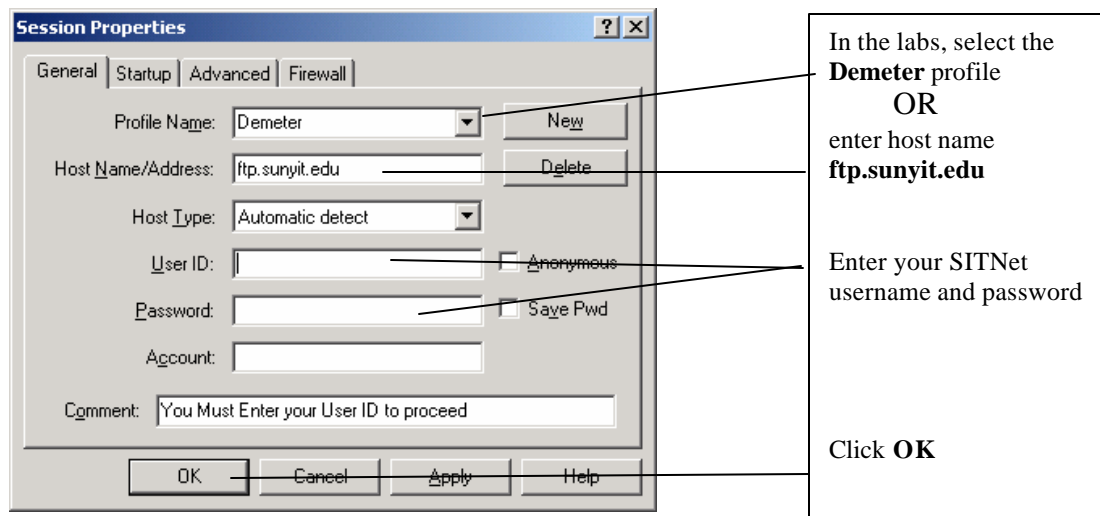 Session Properties
General Startup Advanced Firewall
Profile Name: Demeter New
Host Name/Address: ftp.sunyit.edu Delete
Host Type: Automatic detect
User ID: Anonymous
Password: Save Pwd
Account:
Comment: You Must Enter your User ID to proceed
OK Cancel Apply Help
In the labs, select the
Demeter profile
OR
enter host name
ftp.sunyit.edu
Enter your SITNet
username and password
Click OK